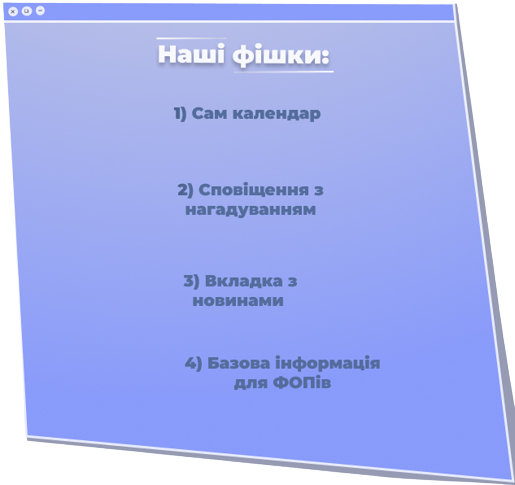 Наші фішки:
1) Сам календар
2) Сповіщення з
нагадуванням
3) Вкладка з
новинами
4) Базова інформація
для ФОПів